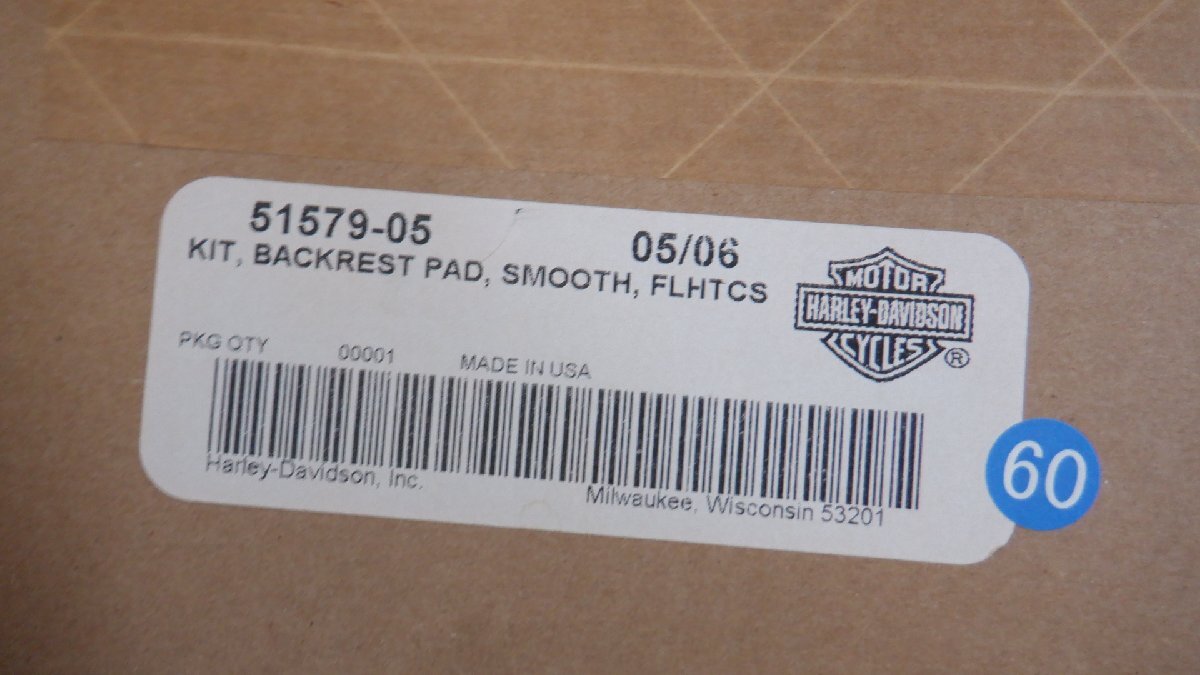 51579-05 05/06
KIT, BACKREST PAD, SMOOTH, FLHTCS
MOTOR
HARLEY-DAVIDSON
CYCLES
®
PKG QTY 00001 MADE IN USA
Harley-Davidson, Inc. Milwaukee, Wisconsin 53201
60